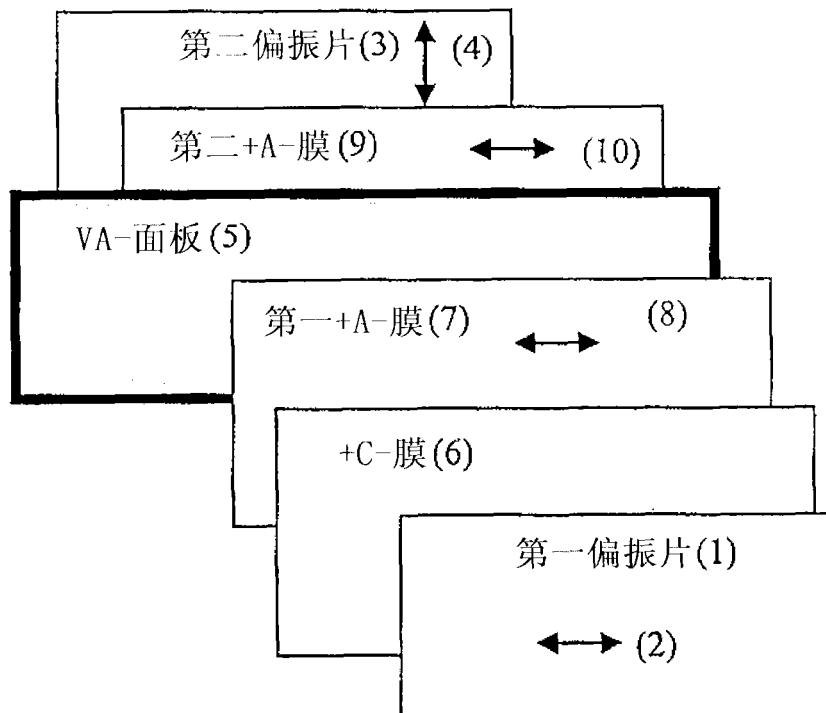 第二偏振片(3) (4)
第二+A-膜(9) (10)
VA-面板(5)
第一+A-膜(7) (8)
+C-膜(6)
第一偏振片(1)
(2)